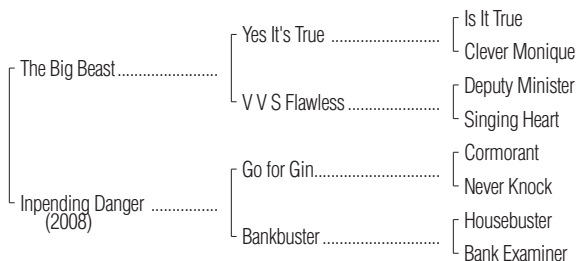 Is It True
Yes It's True ........................
Clever Monique
The Big Beast ......................
Deputy Minister
V V S Flawless .....................
Singing Heart
Cormorant
Go for Gin............................
Never Knock
Inpending Danger ...............
(2008)
Housebuster
Bankbuster ..........................
Bank Examiner